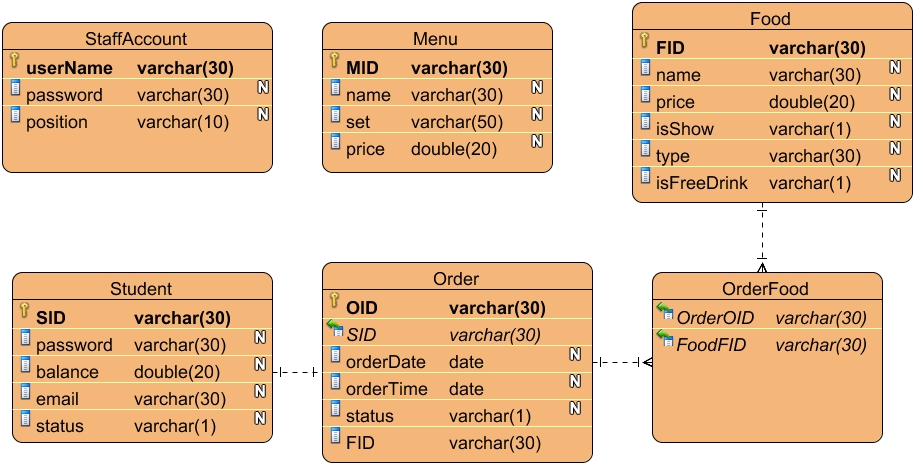 StaffAccount
userName varchar(30)
password varchar(30) N
position varchar(10) N
Menu
MID varchar(30)
name varchar(30) N
set varchar(50) N
price double(20) N
Food
FID varchar(30)
name varchar(30) N
price double(20) N
isShow varchar(1) N
type varchar(30) N
isFreeDrink varchar(1) N
Student
SID varchar(30)
password varchar(30) N
balance double(20) N
email varchar(30) N
status varchar(1) N
Order
OID varchar(30)
SID varchar(30)
orderDate date N
orderTime date N
status varchar(1) N
FID varchar(30)
OrderFood
OrderOID varchar(30)
FoodFID varchar(30)